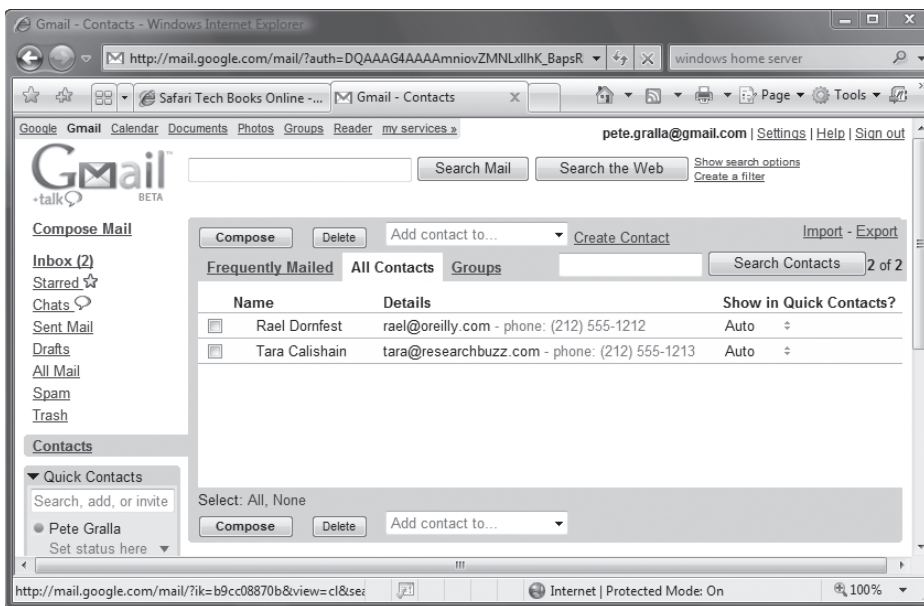 Gmail - Contacts - Windows Internet Explorer
http://mail.google.com/mail/?auth=DQAAAG4AAAAmniovZMNLxIlhK_BapsR windows home server
Safari Tech Books Online -... Gmail - Contacts x Page Tools
Google Gmail Calendar Documents Photos Groups Reader my services » pete.gralla@gmail.com | Settings | Help | Sign out
Gmail™
+talk BETA
Search Mail Search the Web Show search options
Create a filter
Compose Mail
Inbox (2)
Starred
Chats
Sent Mail
Drafts
All Mail
Spam
Trash
Contacts
Quick Contacts
Search, add, or invite
Pete Gralla
Set status here
Compose Delete Add contact to... Create Contact Import - Export
Frequently Mailed All Contacts Groups Search Contacts 2 of 2
Name Details Show in Quick Contacts?
Rael Dornfest rael@oreilly.com - phone: (212) 555-1212 Auto
Tara Calishain tara@researchbuzz.com - phone: (212) 555-1213 Auto
Select: All, None
Compose Delete Add contact to...
http://mail.google.com/mail/?ik=b9cc08870b&view=cl&sea Internet | Protected Mode: On 100%